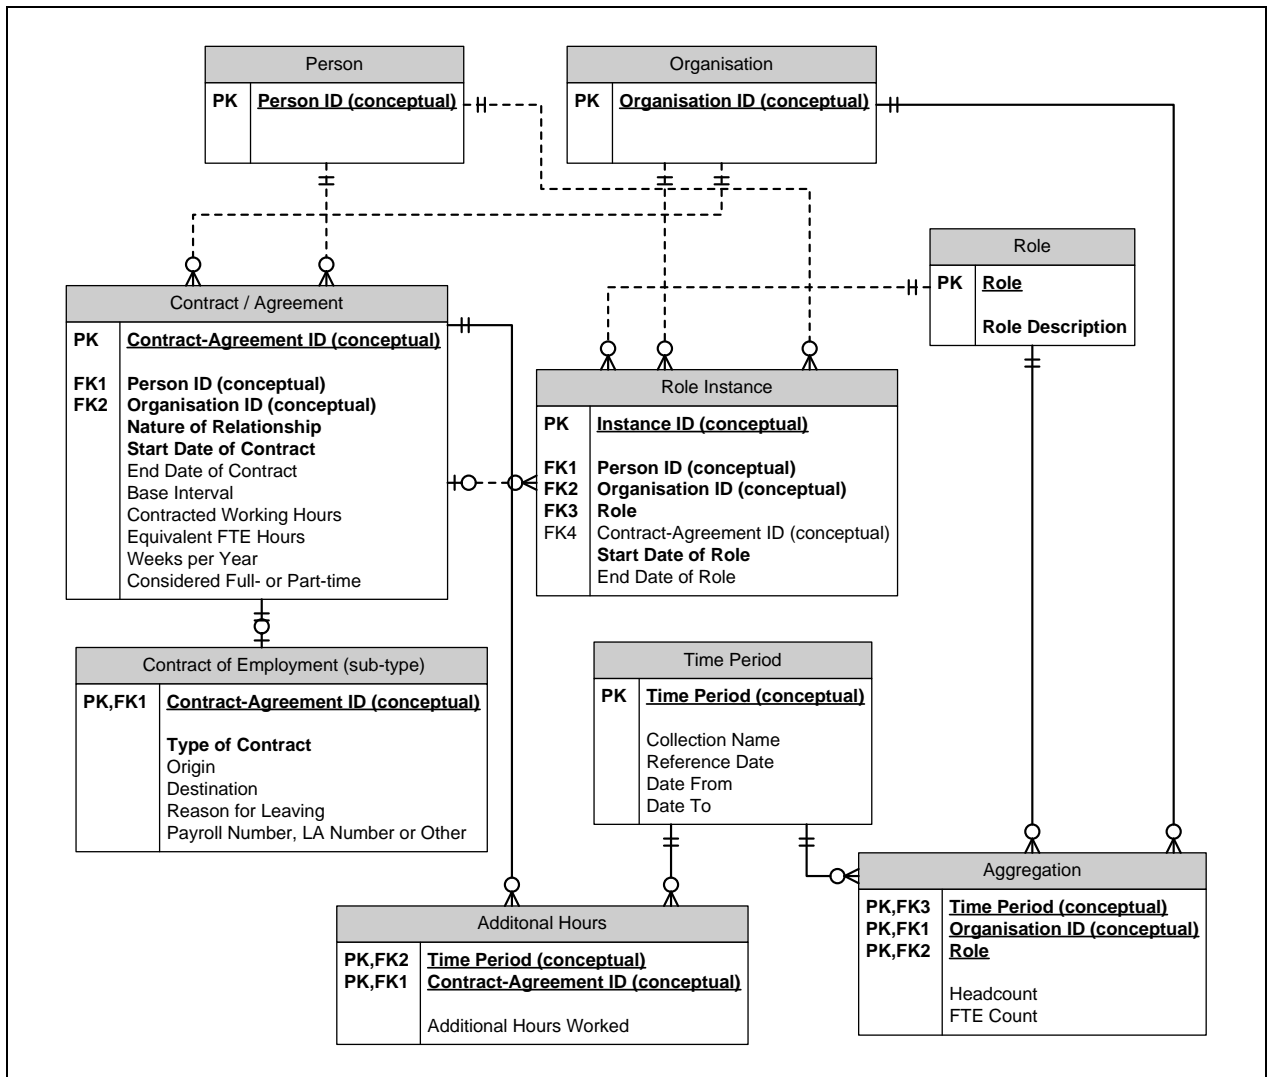 Person
PK Person ID (conceptual)
Organisation
PK Organisation ID (conceptual)
Role
PK Role
Role Description
Contract / Agreement
PK Contract-Agreement ID (conceptual)
FK1 Person ID (conceptual)
FK2 Organisation ID (conceptual)
Nature of Relationship
Start Date of Contract
End Date of Contract
Base Interval
Contracted Working Hours
Equivalent FTE Hours
Weeks per Year
Considered Full- or Part-time
Role Instance
PK Instance ID (conceptual)
FK1 Person ID (conceptual)
FK2 Organisation ID (conceptual)
FK3 Role
FK4 Contract-Agreement ID (conceptual)
Start Date of Role
End Date of Role
Contract of Employment (sub-type)
PK,FK1 Contract-Agreement ID (conceptual)
Type of Contract
Origin
Destination
Reason for Leaving
Payroll Number, LA Number or Other
Time Period
PK Time Period (conceptual)
Collection Name
Reference Date
Date From
Date To
Aggregation
PK,FK3 Time Period (conceptual)
PK,FK1 Organisation ID (conceptual)
PK,FK2 Role
Headcount
FTE Count
Additonal Hours
PK,FK2 Time Period (conceptual)
PK,FK1 Contract-Agreement ID (conceptual)
Additional Hours Worked